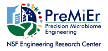 PreMiEr
Precision Microbiome
Engineering
NSF Engineering Research Center